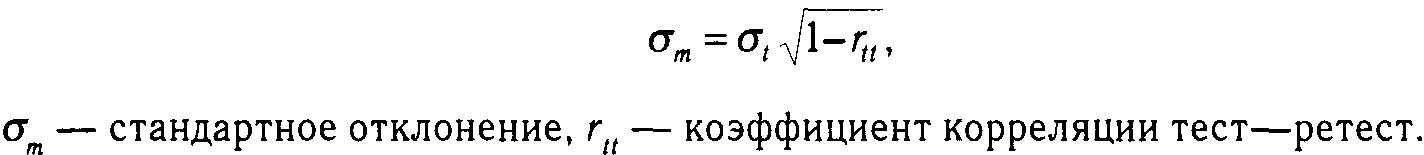 σₘ = σₜ √1−rₜₜ,
σₘ — стандартное отклонение, rₜₜ — коэффициент корреляции тест—ретест.